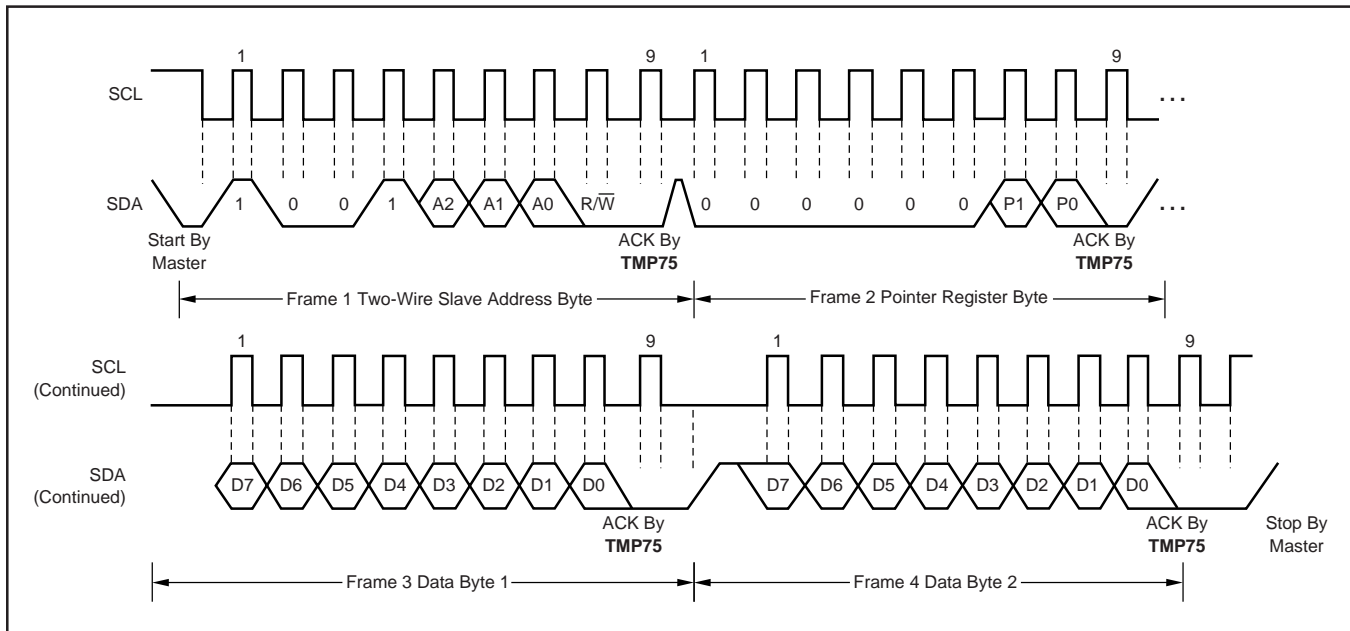 1 9 1 9
SCL ...
SDA 1 0 0 1 A2 A1 A0 R/W̅ 0 0 0 0 0 0 P1 P0 ...
Start By
Master
ACK By
TMP75
ACK By
TMP75
Frame 1 Two-Wire Slave Address Byte
Frame 2 Pointer Register Byte
1 9 1 9
SCL
(Continued)
SDA
(Continued)
D7 D6 D5 D4 D3 D2 D1 D0 D7 D6 D5 D4 D3 D2 D1 D0
ACK By
TMP75
ACK By
TMP75
Stop By
Master
Frame 3 Data Byte 1
Frame 4 Data Byte 2